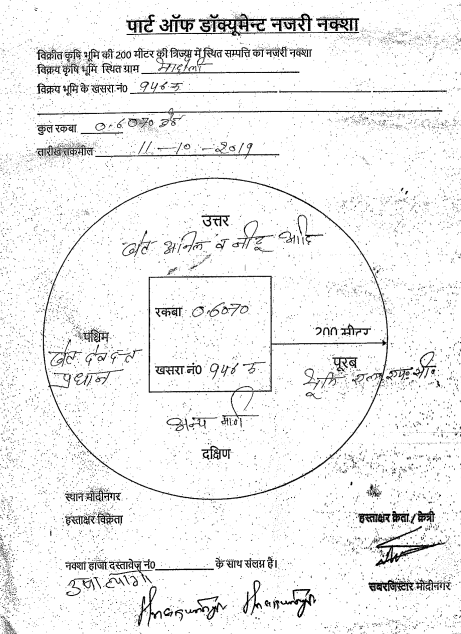 पार्ट ऑफ डॉक्यूमेन्ट नजरी नक्शा
विक्रीत कृषि भूमि की 200 मीटर की त्रिज्या में स्थित सम्पत्ति का नजरी नक्शा
विक्रय कृषि भूमि स्थित ग्राम
विक्रय भूमि के खसरा नं०
कुल रकबा 0.6070 हे०
तारीख तकमील 11-10-2019
उत्तर
खेत अनिल व नीटू आदि
रकबा 0.6070
200 मीटर
पश्चिम
खेत देवदत्त
प्रधान
खसरा नं०
पूरब
भूमि
अन्य मार्ग
दक्षिण
स्थान मोदीनगर
हस्ताक्षर विक्रेता
हस्ताक्षर क्रेता / क्रेत्री
नक्शा हाजा दस्तावेज नं० के साथ संलग्न है।
उषा त्यागी
सबरजिस्टार मोदीनगर